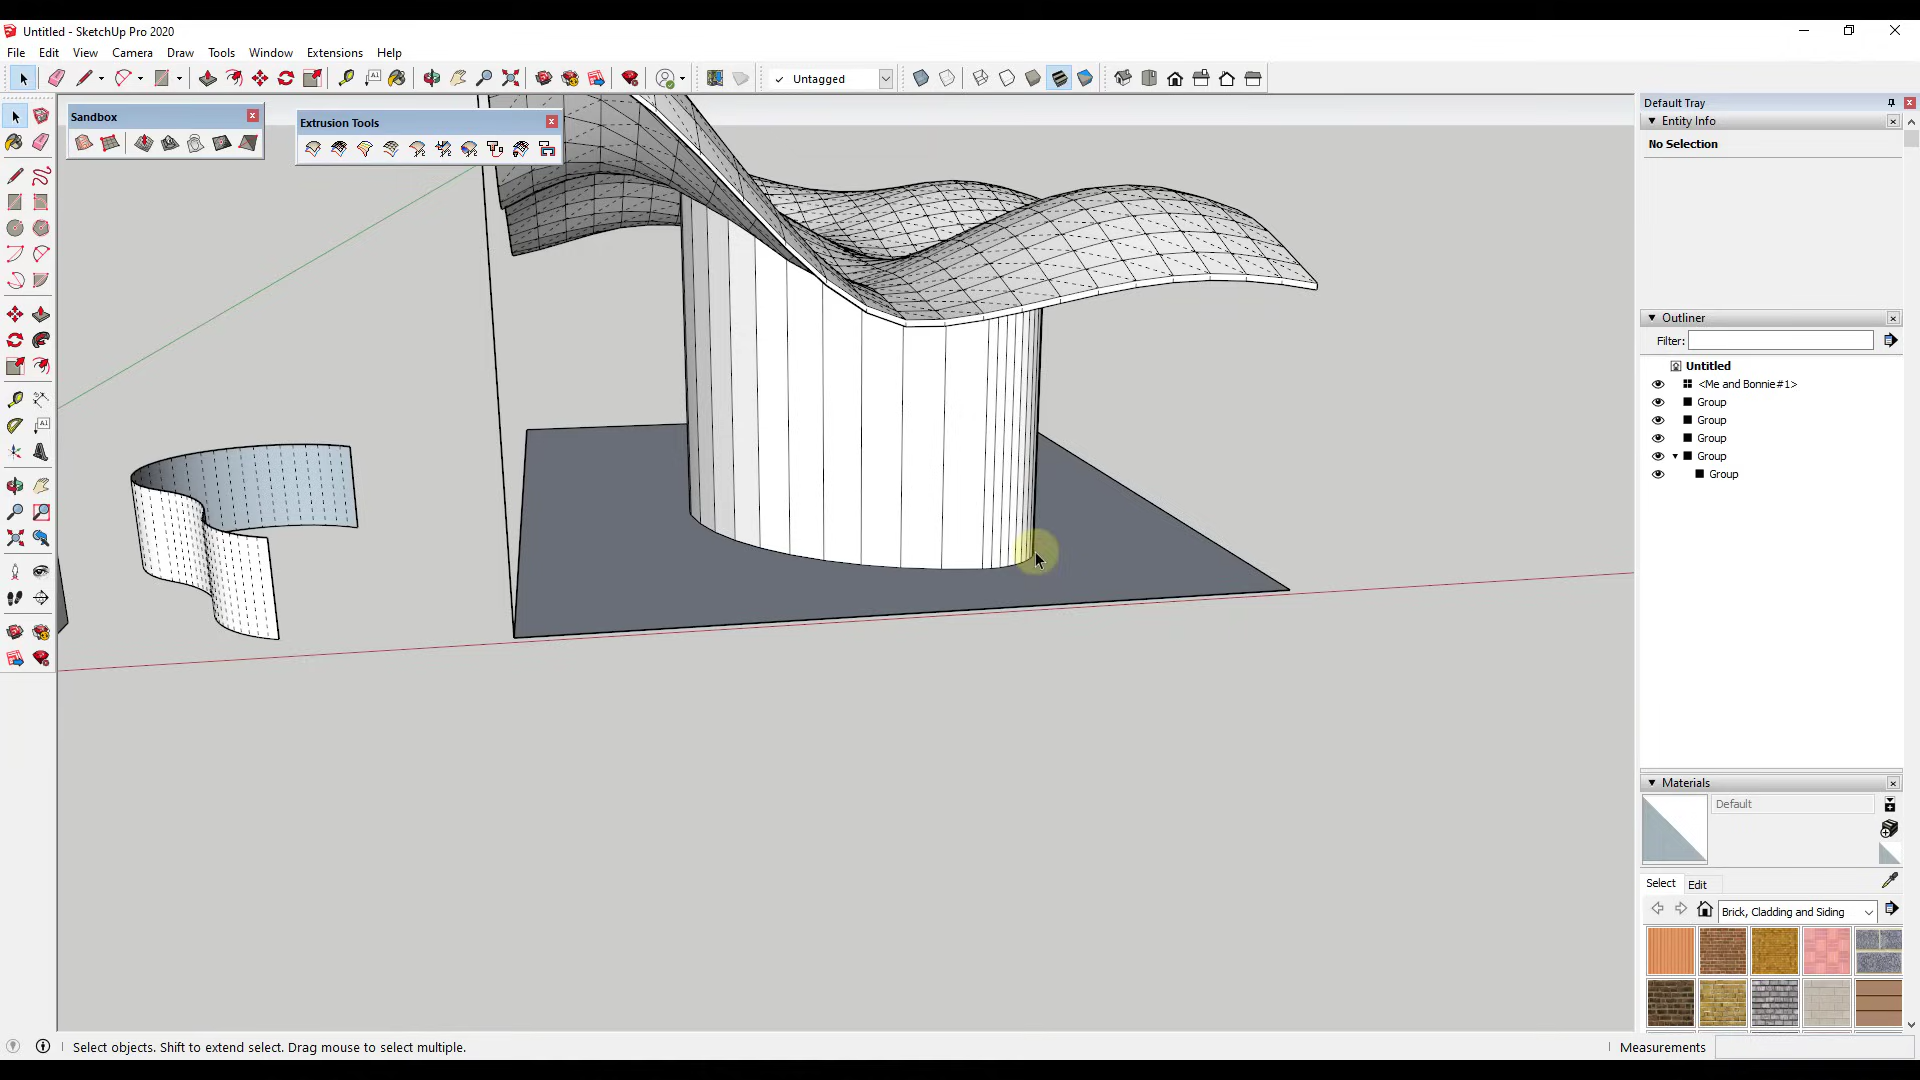 Untitled - SketchUp Pro 2020
File Edit View Camera Draw Tools Window Extensions Help
Untagged
Sandbox
Extrusion Tools
Default Tray
Entity Info
No Selection
Outliner
Filter:
Untitled
<Me and Bonnie#1>
Group
Group
Group
Group
Group
Materials
Default
Select Edit
Brick, Cladding and Siding
Select objects. Shift to extend select. Drag mouse to select multiple.
Measurements